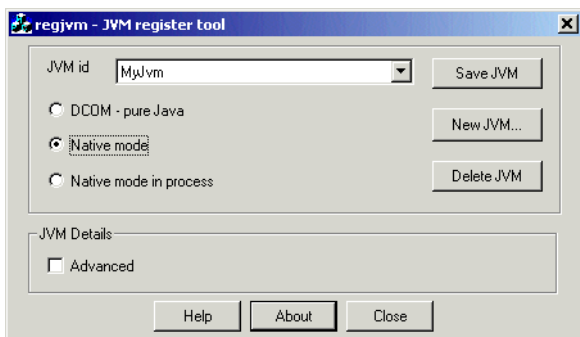 regjvm - JVM register tool
JVM id
MyJvm
Save JVM
DCOM - pure Java
New JVM...
Native mode
Native mode in process
Delete JVM
JVM Details
Advanced
Help
About
Close